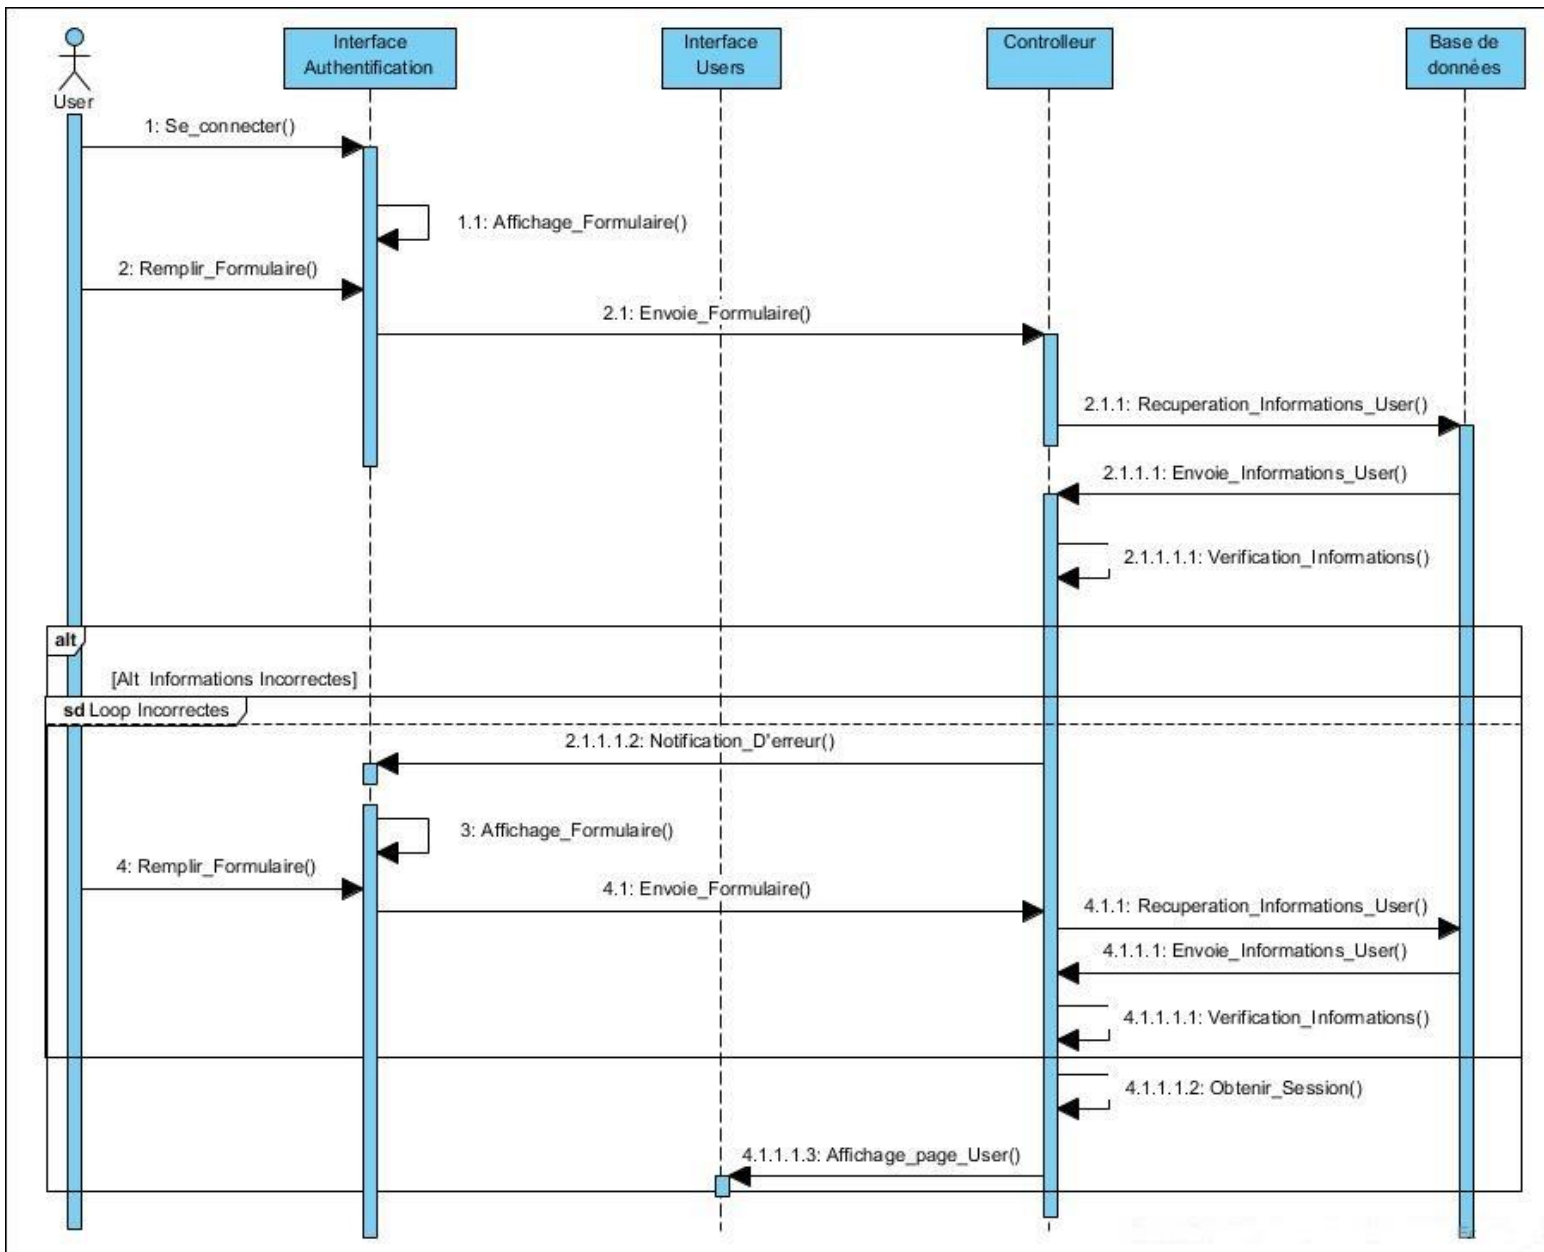 User
Interface
Authentification
Interface
Users
Controlleur
Base de
données
1: Se_connecter()
1.1: Affichage_Formulaire()
2: Remplir_Formulaire()
2.1: Envoie_Formulaire()
2.1.1: Recuperation_Informations_User()
2.1.1.1: Envoie_Informations_User()
2.1.1.1.1: Verification_Informations()
alt
[Alt Informations Incorrectes]
sd Loop Incorrectes
2.1.1.1.2: Notification_D'erreur()
3: Affichage_Formulaire()
4: Remplir_Formulaire()
4.1: Envoie_Formulaire()
4.1.1: Recuperation_Informations_User()
4.1.1.1: Envoie_Informations_User()
4.1.1.1.1: Verification_Informations()
4.1.1.1.2: Obtenir_Session()
4.1.1.1.3: Affichage_page_User()